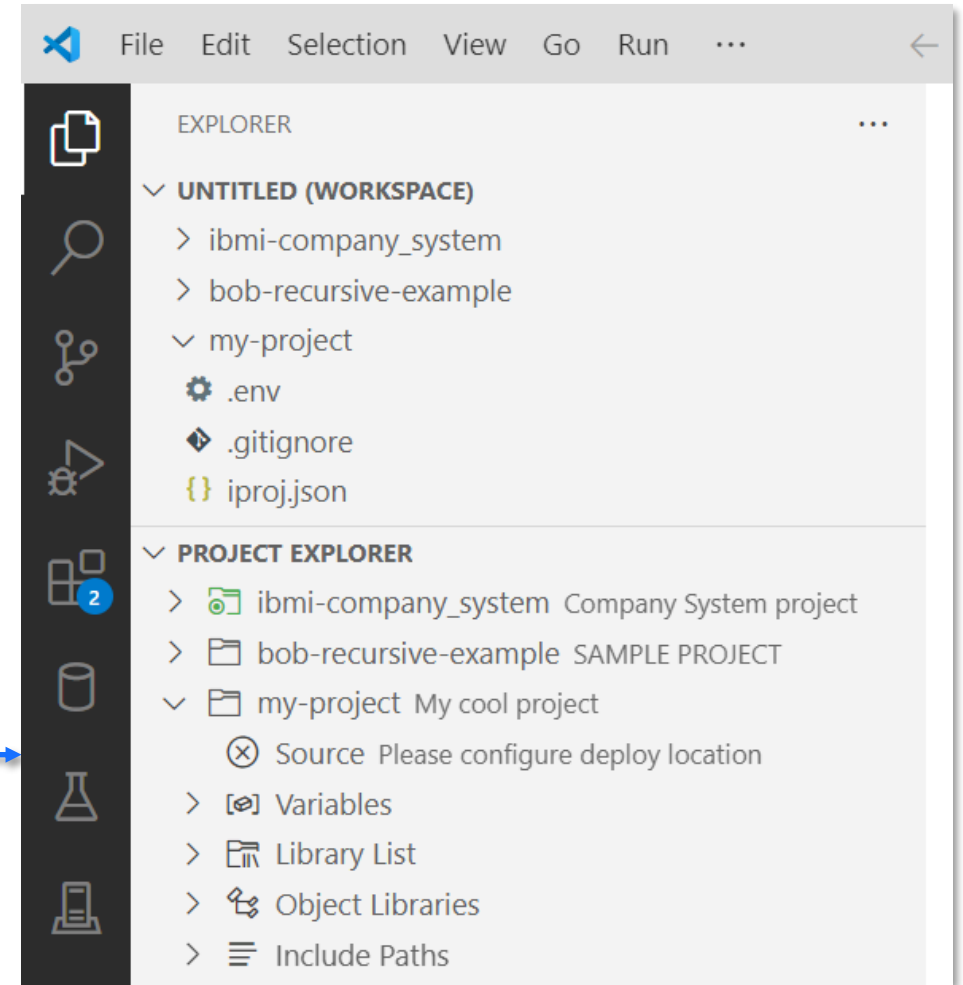 File Edit Selection View Go Run ...
EXPLORER ...
UNTITLED (WORKSPACE)
ibmi-company_system
bob-recursive-example
my-project
.env
.gitignore
{} iproj.json
PROJECT EXPLORER
ibmi-company_system Company System project
2
bob-recursive-example SAMPLE PROJECT
my-project My cool project
Source Please configure deploy location
Variables
Library List
Object Libraries
Include Paths